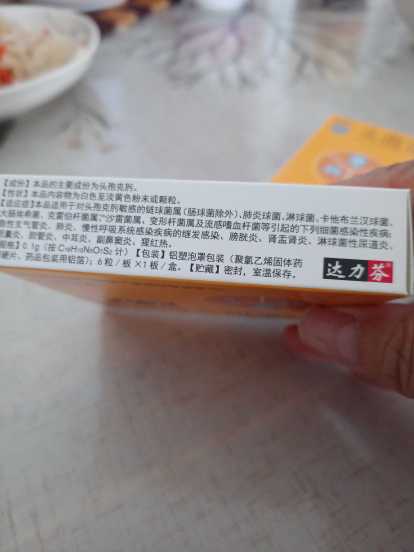 【成份】本品的主要成份为头孢克肟。
【性状】本品内容物为白色至淡黄色粉末或颗粒。
【适应症】本品适用于对头孢克肟敏感的链球菌属（肠球菌除外）、肺炎球菌、淋球菌、卡他布兰汉球菌、
大肠埃希菌、克雷伯杆菌属、沙雷菌属、变形杆菌属及流感嗜血杆菌等引起的下列细菌感染性疾病：
急性支气管炎、肺炎、慢性呼吸系统感染疾病的继发感染、膀胱炎、肾盂肾炎、淋球菌性尿道炎、
胆囊炎、胆管炎、中耳炎、副鼻窦炎、猩红热。
【规格】0.1g（按 C₁₆H₁₅N₅O₇S₂ 计）【包装】铝塑泡罩包装（聚氯乙烯固体药
用硬片、药品包装用铝箔）；6粒/板×1板/盒。【贮藏】密封，室温保存。
达力芬